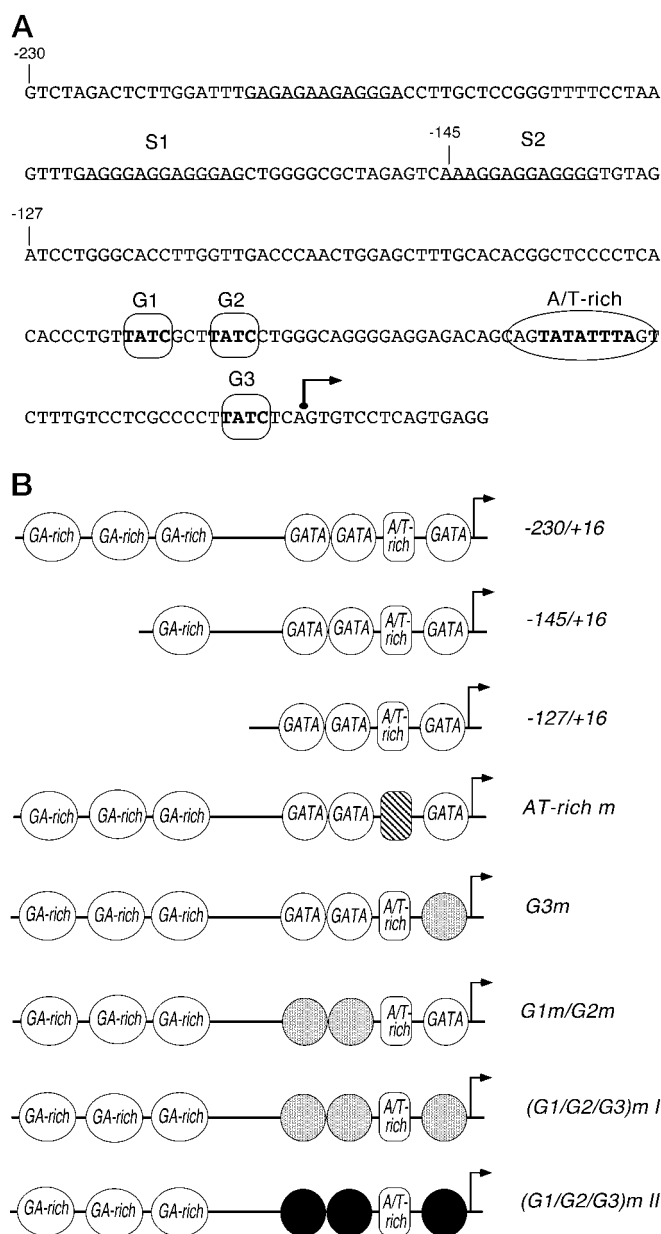 A
-230
GTCTAGACTCTTGGATTTGAGAGAAGAGGGACCTTGCTCCGGGTTTTCCTAA
S1 -145 S2
GTTTGAGGGAGGAGGGAGCTGGGGCGCTAGAGTCAAAGGAGGAGGGGTGTAG
-127
ATCCTGGGCACCTTGGTTGACCCAACTGGAGCTTTGCACACGGCTCCCCTCA
G1 G2 A/T-rich
CACCCTGTTATCGCTTATCCTGGGCAGGGGAGGAGACAGCAGTATATTTAGT
G3
CTTTGTCCTCGCCCCTTATCTCAGTGTCCTCAGTGAGG
B
GA-rich GA-rich GA-rich GATA GATA A/T-rich GATA -230/+16
GA-rich GATA GATA A/T-rich GATA -145/+16
GATA GATA A/T-rich GATA -127/+16
GA-rich GA-rich GA-rich GATA GATA GATA AT-rich m
GA-rich GA-rich GA-rich GATA GATA A/T-rich G3m
GA-rich GA-rich GA-rich A/T-rich GATA G1m/G2m
GA-rich GA-rich GA-rich A/T-rich (G1/G2/G3)m I
GA-rich GA-rich GA-rich A/T-rich (G1/G2/G3)m II